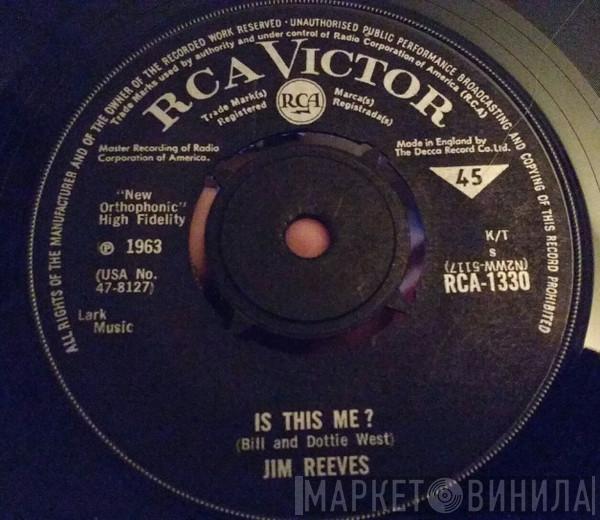 ALL RIGHTS OF THE MANUFACTURER AND OF THE OWNER OF THE RECORDED WORK RESERVED · UNAUTHORISED PUBLIC PERFORMANCE BROADCASTING AND COPYING OF THIS RECORD PROHIBITED
Trade Marks used by authority and under control of Radio Corporation of America (RCA)
RCA VICTOR
Trade Mark(s)
Registered
RCA
Marca(s)
Registrada(s)
Master Recording of Radio
Corporation of America.
Made in England by
The Decca Record Co. Ltd.
45
"New
Orthophonic"
High Fidelity
℗ 1963
(USA No.
47-8127)
Lark
Music
K/T
s
(N2WW-5117)
RCA-1330
IS THIS ME ?
(Bill and Dottie West)
JIM REEVES
МАРКЕТ ВИНИЛА